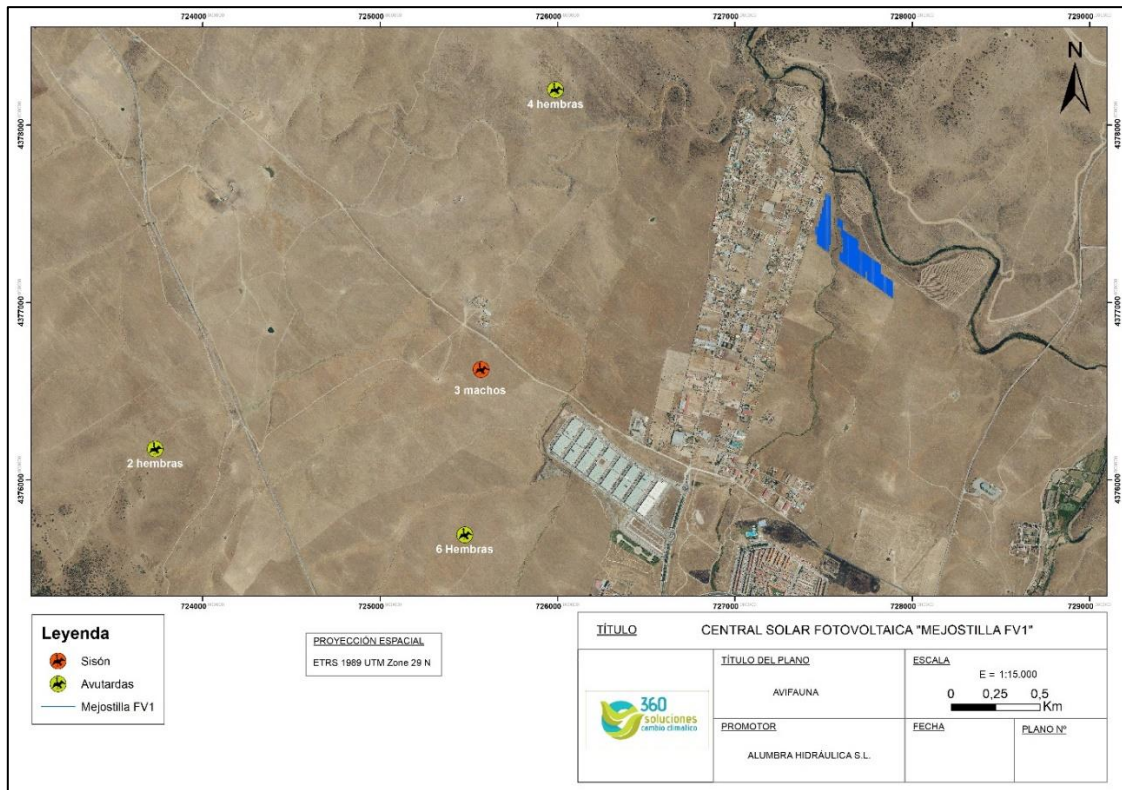 724000
725000
726000
727000
728000
729000
4378000
4378000
N
4 hembras
4377000
4377000
3 machos
2 hembras
4376000
4376000
6 Hembras
724000
725000
726000
727000
728000
729000
Leyenda
Sisón
Avutardas
Mejostilla FV1
PROYECCIÓN ESPACIAL
ETRS 1989 UTM Zone 29 N
TÍTULO
CENTRAL SOLAR FOTOVOLTAICA "MEJOSTILLA FV1"
360
soluciones
cambio climatico
TÍTULO DEL PLANO
AVIFAUNA
ESCALA
E = 1:15.000
0 0,25 0,5
Km
PROMOTOR
ALUMBRA HIDRÁULICA S.L.
FECHA
PLANO Nº